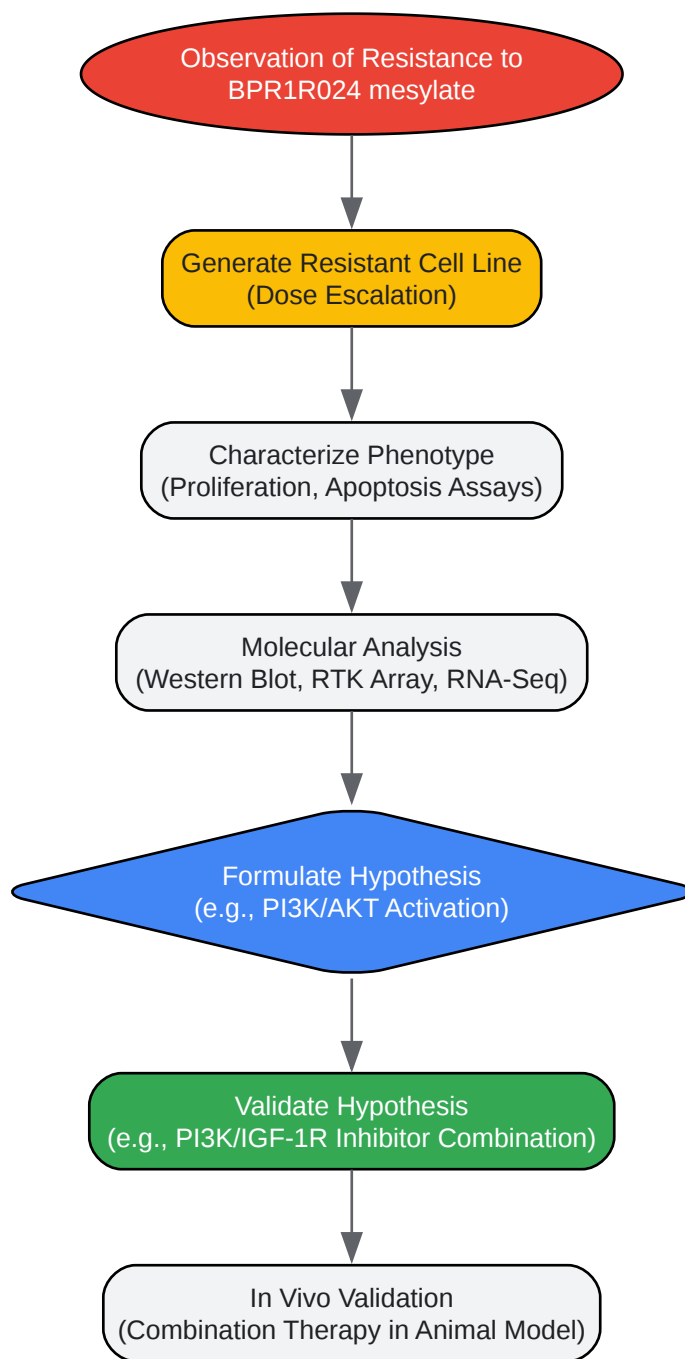 Observation of Resistance to
BPR1R024 mesylate
Generate Resistant Cell Line
(Dose Escalation)
Characterize Phenotype
(Proliferation, Apoptosis Assays)
Molecular Analysis
(Western Blot, RTK Array, RNA-Seq)
Formulate Hypothesis
(e.g., PI3K/AKT Activation)
Validate Hypothesis
(e.g., PI3K/IGF-1R Inhibitor Combination)
In Vivo Validation
(Combination Therapy in Animal Model)